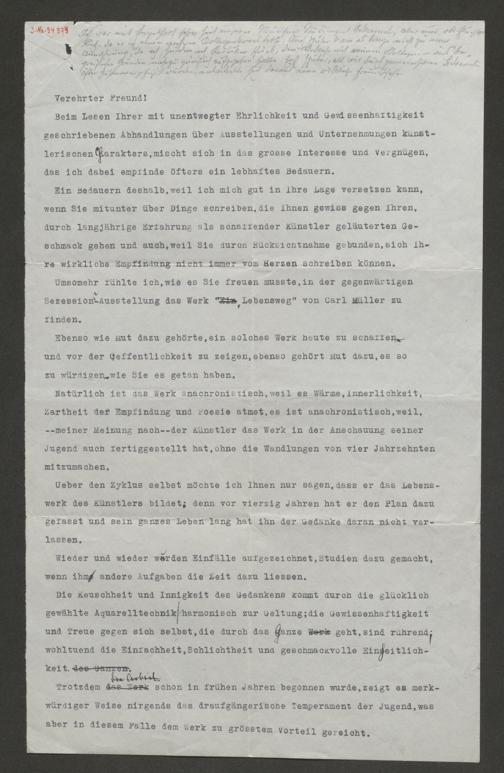 Verehrter Freund!
Beim Lesen Ihrer mit unentwegter Ehrlichkeit und Gewissenhaftigkeit
geschriebenen Abhandlungen über Ausstellungen und Unternehmungen künst-
lerischen Charakters, mischt sich in das grosse Interesse und Vergnügen,
das ich dabei empfinde öfters ein lebhaftes Bedauern.
Ein Bedauern deshalb, weil ich mich gut in Ihre Lage versetzen kann,
wenn Sie mitunter über Dinge schreiben, die Ihnen gewiss gegen Ihren,
durch langjährige Erfahrung als schaffender Künstler geläuterten Ge-
schmack gehen und auch, weil Sie durch Rücksichtnahme gebunden, sich Ih-
re wirkliche Empfindung nicht immer vom Herzen schreiben können.
Umsomehr fühlte ich, wie es Sie freuen musste, in der gegenwärtigen
Sezession-Ausstellung das Werk "Ein Lebensweg" von Carl Müller zu
finden.
Ebenso wie Mut dazu gehörte, ein solches Werk heute zu schaffen
und vor der Oeffentlichkeit zu zeigen, ebenso gehört Mut dazu, es so
zu würdigen, wie Sie es getan haben.
Natürlich ist das Werk anachronistisch, weil es Wärme, Innerlichkeit,
Zartheit der Empfindung und Poesie atmet, es ist anachronistisch, weil,
--meiner Meinung nach--der Künstler das Werk in der Anschauung seiner
Jugend auch fertiggestellt hat, ohne die Wandlungen von vier Jahrzehnten
mitzumachen.
Ueber den Zyklus selbst möchte ich Ihnen nur sagen, dass er das Lebens-
werk des Künstlers bildet; denn vor vierzig Jahren hat er den Plan dazu
gefasst und sein ganzes Leben lang hat ihn der Gedanke daran nicht ver-
lassen.
Wieder und wieder werden Einfälle aufgezeichnet, Studien dazu gemacht,
wenn ihm andere Aufgaben die Zeit dazu liessen.
Die Keuschheit und Innigkeit des Gedankens kommt durch die glücklich
gewählte Aquarelltechnik harmonisch zur Geltung; die Gewissenhaftigkeit
und Treue gegen sich selbst, die durch das Ganze Werk geht, sind rührend;
wohltuend die Einfachheit, Schlichtheit und geschmackvolle Einheitlich-
keit des Ganzen.
Trotzdem das Werk schon in frühen Jahren begonnen wurde, zeigt es merk-
würdiger Weise nirgends das draufgängerische Temperament der Jugend, was
aber in diesem Falle dem Werk zu grösstem Vorteil gereicht.